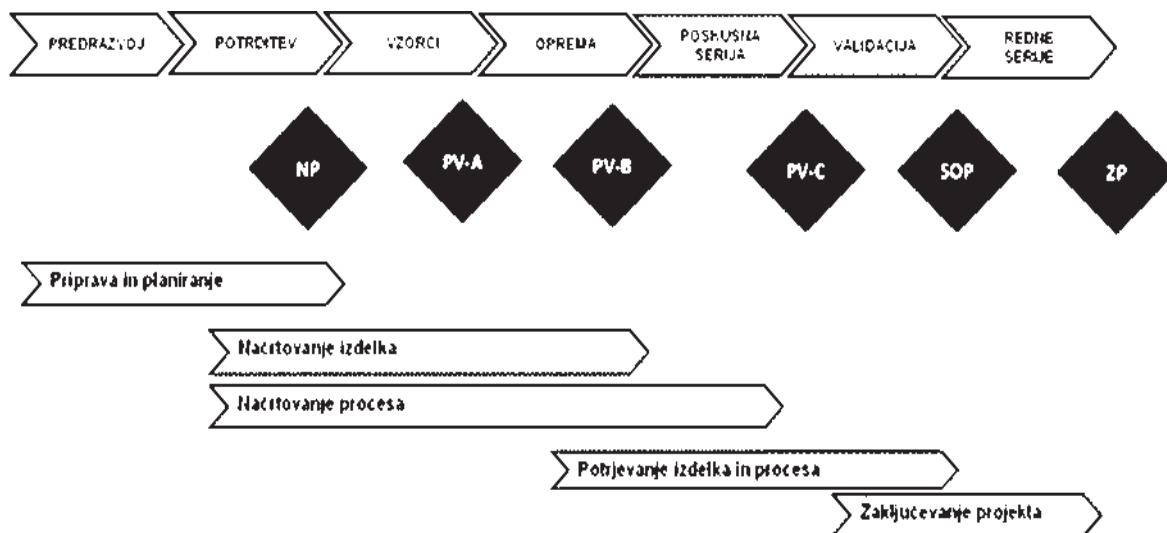 PREDRAZVOJ
POTRDITEV
VZORCI
OPREMA
POSKUSNA
SERIJA
VALIDACIJA
REDNE
SERIJE
NP
PV-A
PV-B
PV-C
SOP
ZP
Priprava in planiranje
Načrtovanje izdelka
Načrtovanje procesa
Potrjevanje izdelka in procesa
Zaključevanje projekta